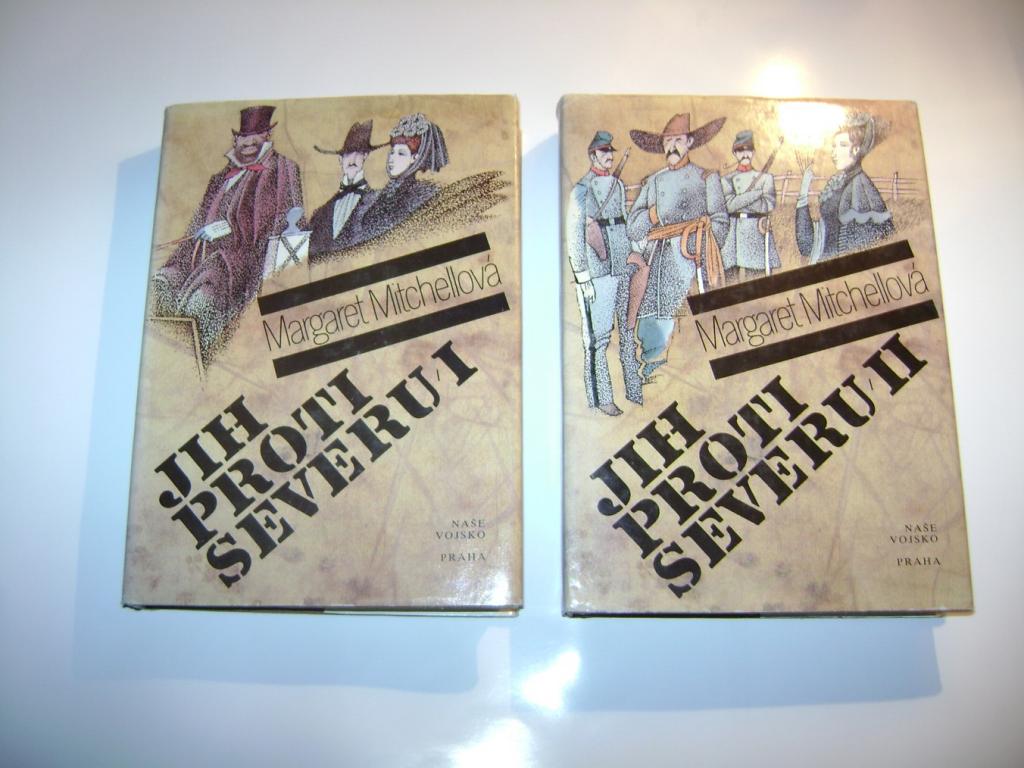 Margaret Mitchellová
JIH
PROTI
SEVERU/I
NAŠE
VOJSKO
PRAHA
Margaret Mitchellová
JIH
PROTI
SEVERU/II
NAŠE
VOJSKO
PRAHA